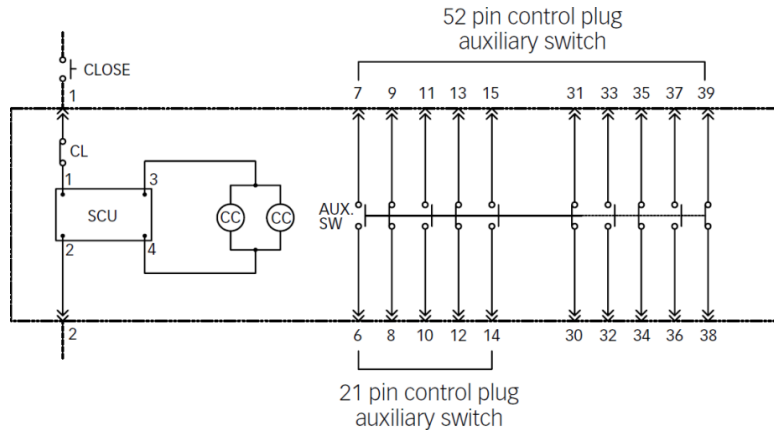 52 pin control plug
auxiliary switch
CLOSE
1
7 9 11 13 15 31 33 35 37 39
CL
1 3
SCU
CC CC
AUX.
SW
2 4
2
6 8 10 12 14 30 32 34 36 38
21 pin control plug
auxiliary switch